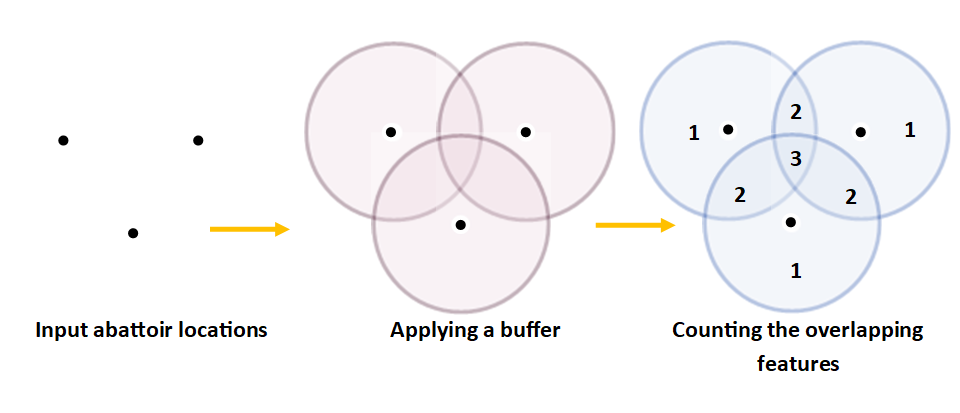 2
1
1
3
2
2
1
Input abattoir locations
Applying a buffer
Counting the overlapping
features